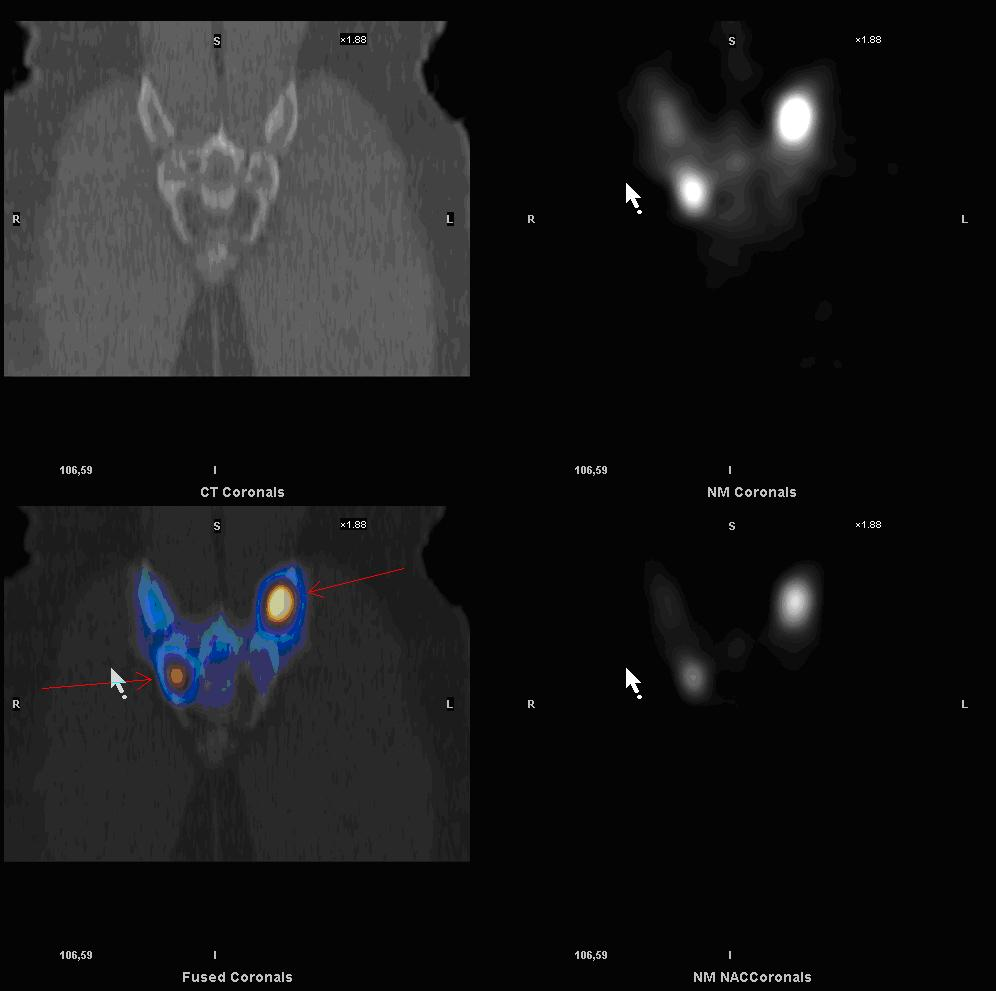 S ×1.88
R L
106,59 I
CT Coronals
S ×1.88
R L
106,59 I
NM Coronals
S ×1.88
R L
106,59 I
Fused Coronals
S ×1.88
R L
106,59 I
NM NACCoronals